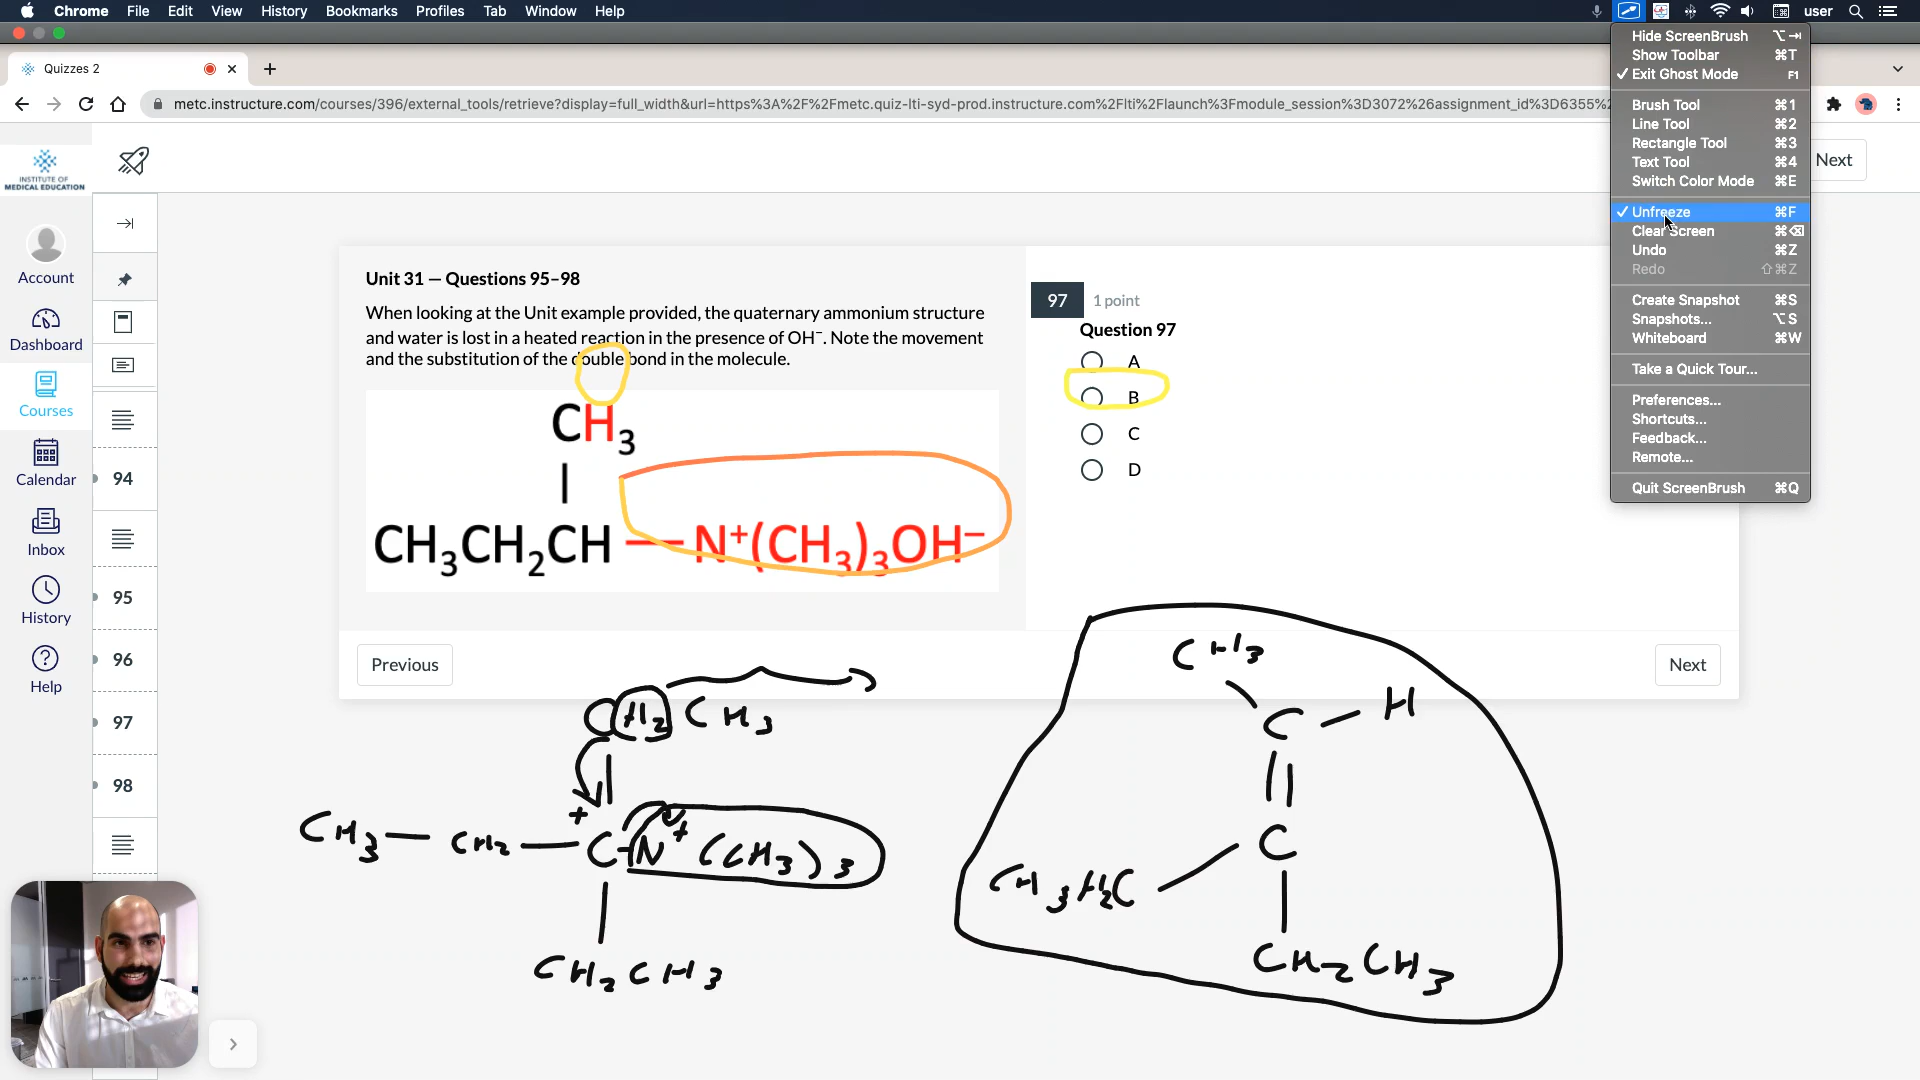 Chrome File Edit View History Bookmarks Profiles Tab Window Help user
Quizzes 2
metc.instructure.com/courses/396/external_tools/retrieve?display=full_width&url=https%3A%2F%2Fmetc.quiz-lti-syd-prod.instructure.com%2Flti%2Flaunch%3Fmodule_session%3D3072%26assignment_id%3D6355%2
Hide ScreenBrush ⌥⇥
Show Toolbar ⌘T
✓ Exit Ghost Mode F1
Brush Tool ⌘1
Line Tool ⌘2
Rectangle Tool ⌘3
Text Tool ⌘4
Switch Color Mode ⌘E
✓ Unfreeze ⌘F
Clear Screen ⌘⌫
Undo ⌘Z
Redo ⇧⌘Z
Create Snapshot ⌘S
Snapshots... ⌥S
Whiteboard ⌘W
Take a Quick Tour...
Preferences...
Shortcuts...
Feedback...
Remote...
Quit ScreenBrush ⌘Q
Next
INSTITUTE OF
MEDICAL EDUCATION
Account
Dashboard
Courses
Calendar
Inbox
History
Help
94
95
96
97
98
Unit 31 — Questions 95–98
When looking at the Unit example provided, the quaternary ammonium structure
and water is lost in a heated reaction in the presence of OH⁻. Note the movement
and the substitution of the double bond in the molecule.
CH₃
CH₃CH₂CH — N⁺(CH₃)₃OH⁻
97 1 point
Question 97
A
B
C
D
Previous
Next
CH₂ CH₃
+
CH₃ — CH₂ — C - N⁺ (CH₃)₃
CH₂CH₃
CH₃
C — H
C
CH₃H₂C
CH₂CH₃